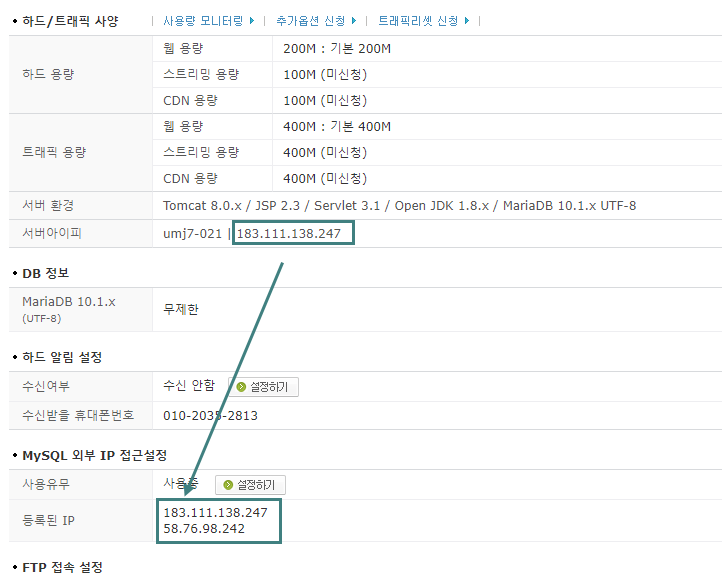 하드/트래픽 사양 | 사용량 모니터링 | 추가옵션 신청 | 트래픽리셋 신청 |
하드 용량
웹 용량 200M : 기본 200M
스트리밍 용량 100M (미신청)
CDN 용량 100M (미신청)
트래픽 용량
웹 용량 400M : 기본 400M
스트리밍 용량 400M (미신청)
CDN 용량 400M (미신청)
서버 환경 Tomcat 8.0.x / JSP 2.3 / Servlet 3.1 / Open JDK 1.8.x / MariaDB 10.1.x UTF-8
서버아이피 umj7-021 | 183.111.138.247
DB 정보
MariaDB 10.1.x
(UTF-8)
무제한
하드 알림 설정
수신여부 수신 안함 설정하기
수신받을 휴대폰번호 010-2035-2813
MySQL 외부 IP 접근설정
사용유무 사용중 설정하기
등록된 IP
183.111.138.247
58.76.98.242
FTP 접속 설정